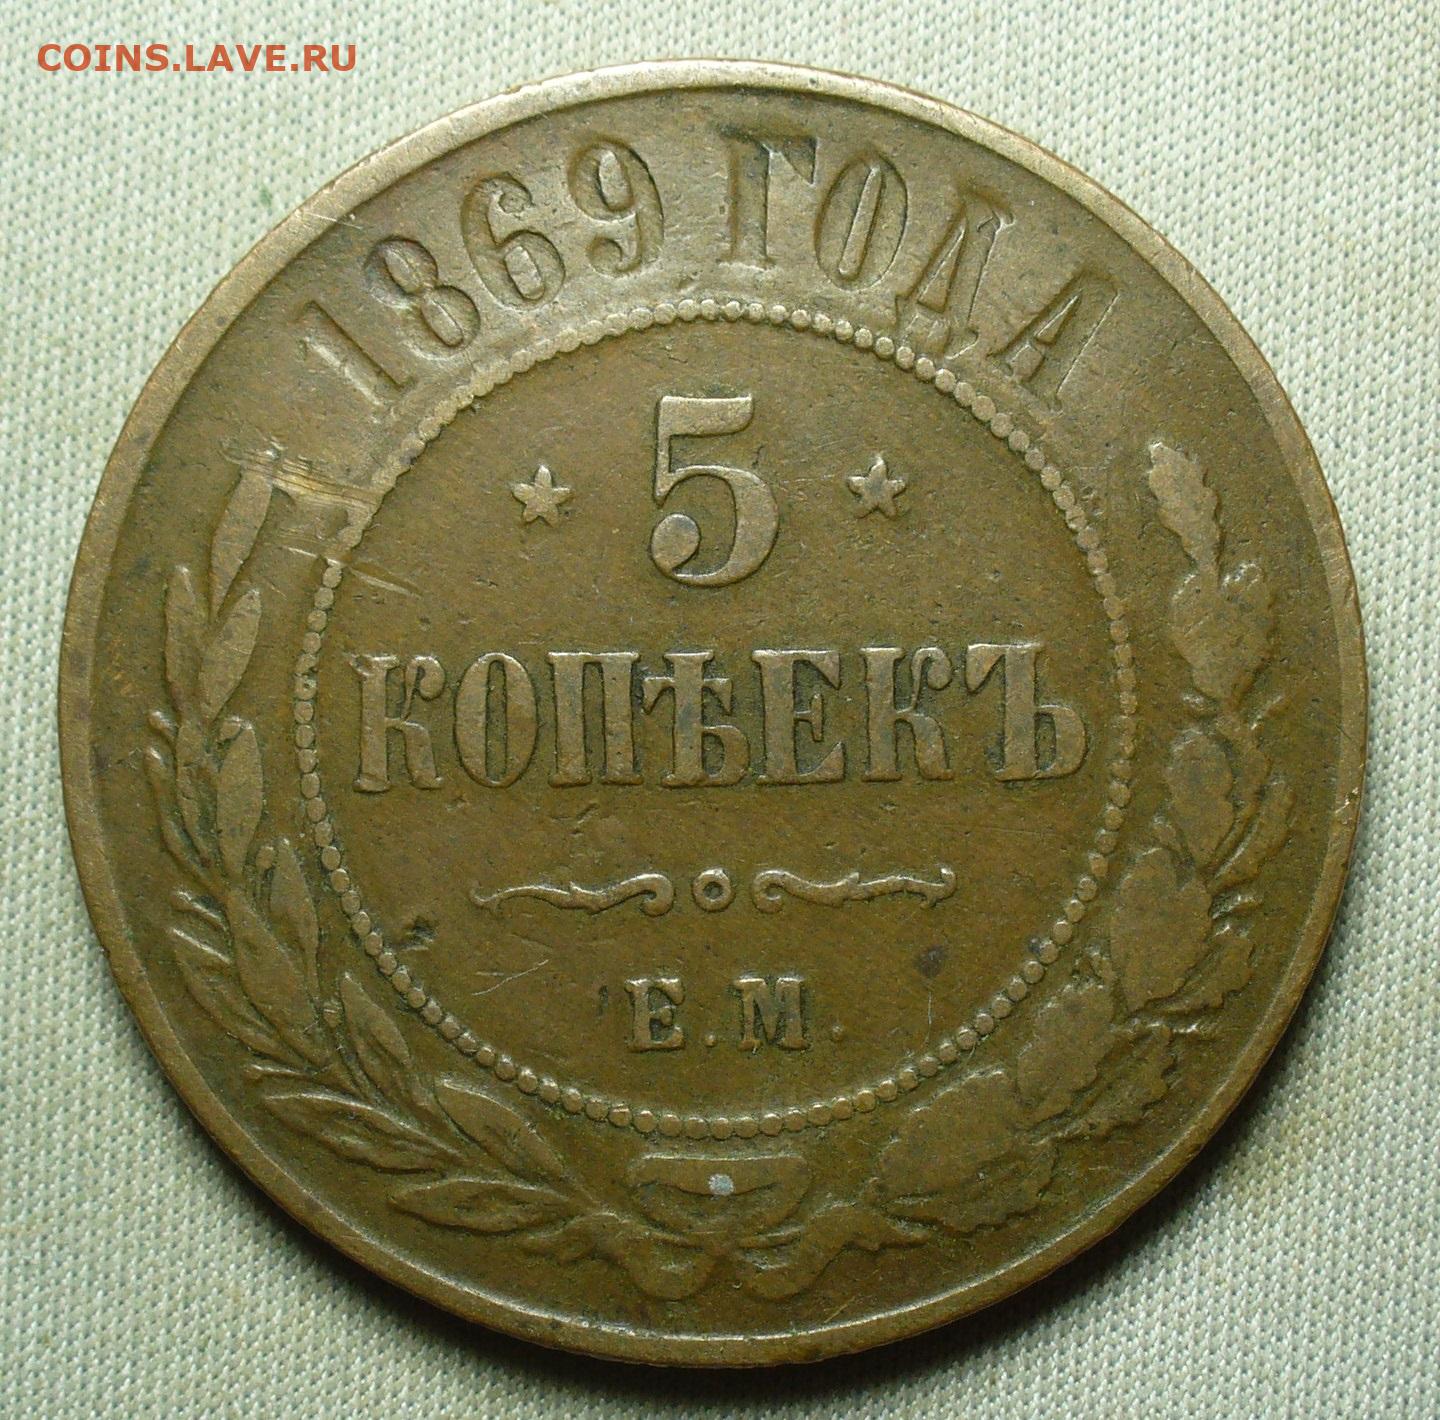 COINS.LAVE.RU
1869 ГОДА
5
КОПѢЕКЪ
Е.М.